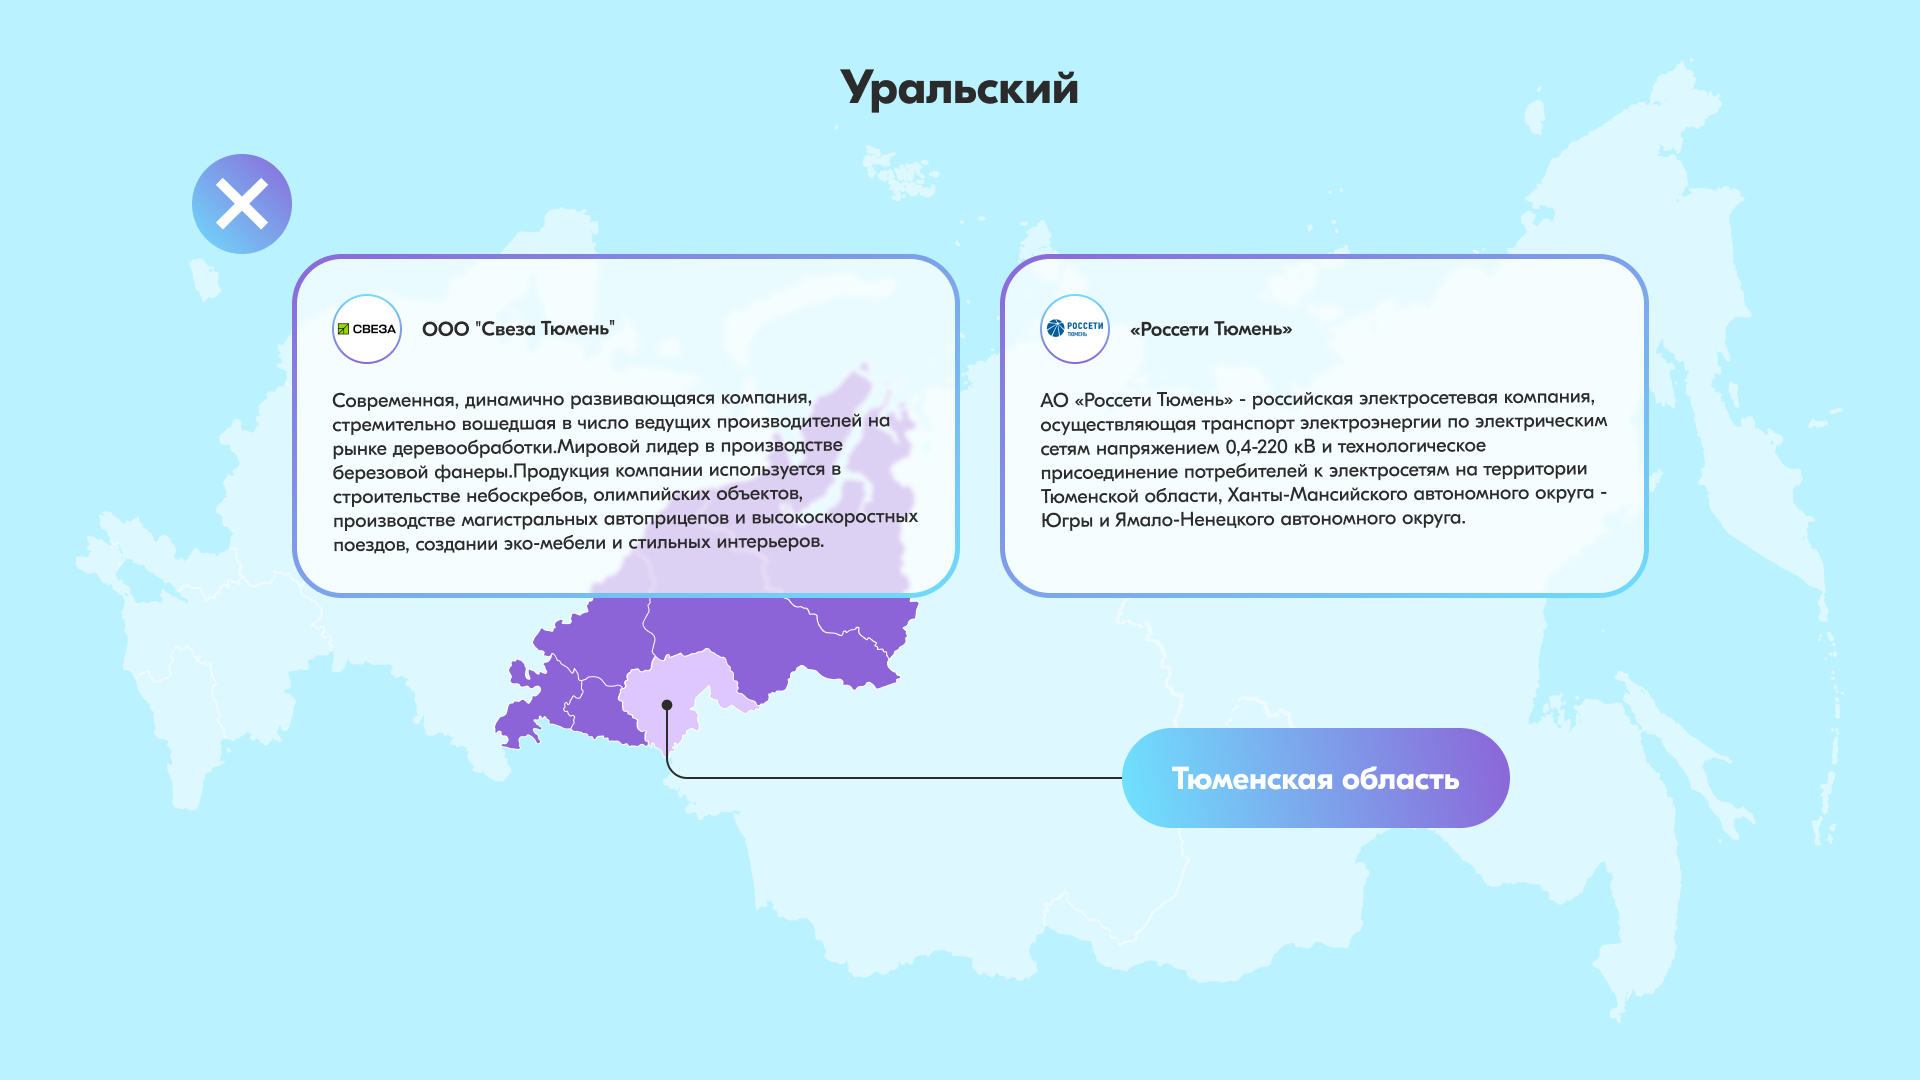 Уральский
СВЕЗА
ООО "Свеза Тюмень"
Современная, динамично развивающаяся компания,
стремительно вошедшая в число ведущих производителей на
рынке деревообработки.Мировой лидер в производстве
березовой фанеры.Продукция компании используется в
строительстве небоскребов, олимпийских объектов,
производстве магистральных автоприцепов и высокоскоростных
поездов, создании эко-мебели и стильных интерьеров.
РОССЕТИ
ТЮМЕНЬ
«Россети Тюмень»
АО «Россети Тюмень» - российская электросетевая компания,
осуществляющая транспорт электроэнергии по электрическим
сетям напряжением 0,4-220 кВ и технологическое
присоединение потребителей к электросетям на территории
Тюменской области, Ханты-Мансийского автономного округа -
Югры и Ямало-Ненецкого автономного округа.
Тюменская область